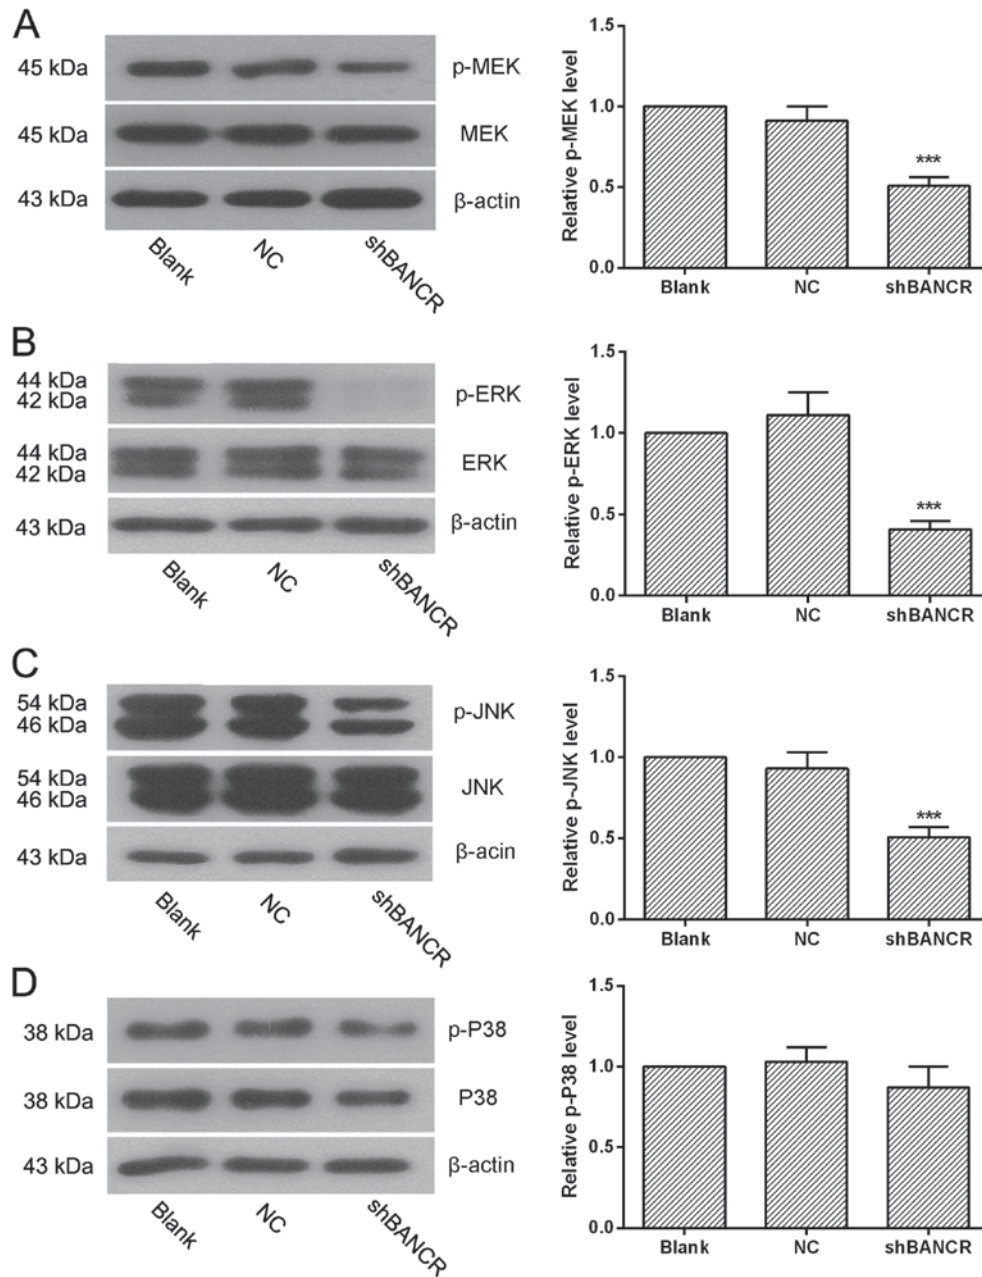 A
45 kDa p-MEK
45 kDa MEK
43 kDa β-actin
Blank NC shBANCR
Relative p-MEK level
1.5
1.0
0.5
0.0
***
Blank NC shBANCR
B
44 kDa
42 kDa
p-ERK
44 kDa
42 kDa
ERK
43 kDa β-actin
Blank NC shBANCR
Relative p-ERK level
1.5
1.0
0.5
0.0
***
Blank NC shBANCR
C
54 kDa
46 kDa
p-JNK
54 kDa
46 kDa
JNK
43 kDa β-acin
Blank NC shBANCR
Relative p-JNK level
1.5
1.0
0.5
0.0
***
Blank NC shBANCR
D
38 kDa p-P38
38 kDa P38
43 kDa β-actin
Blank NC shBANCR
Relative p-P38 level
1.5
1.0
0.5
0.0
Blank NC shBANCR